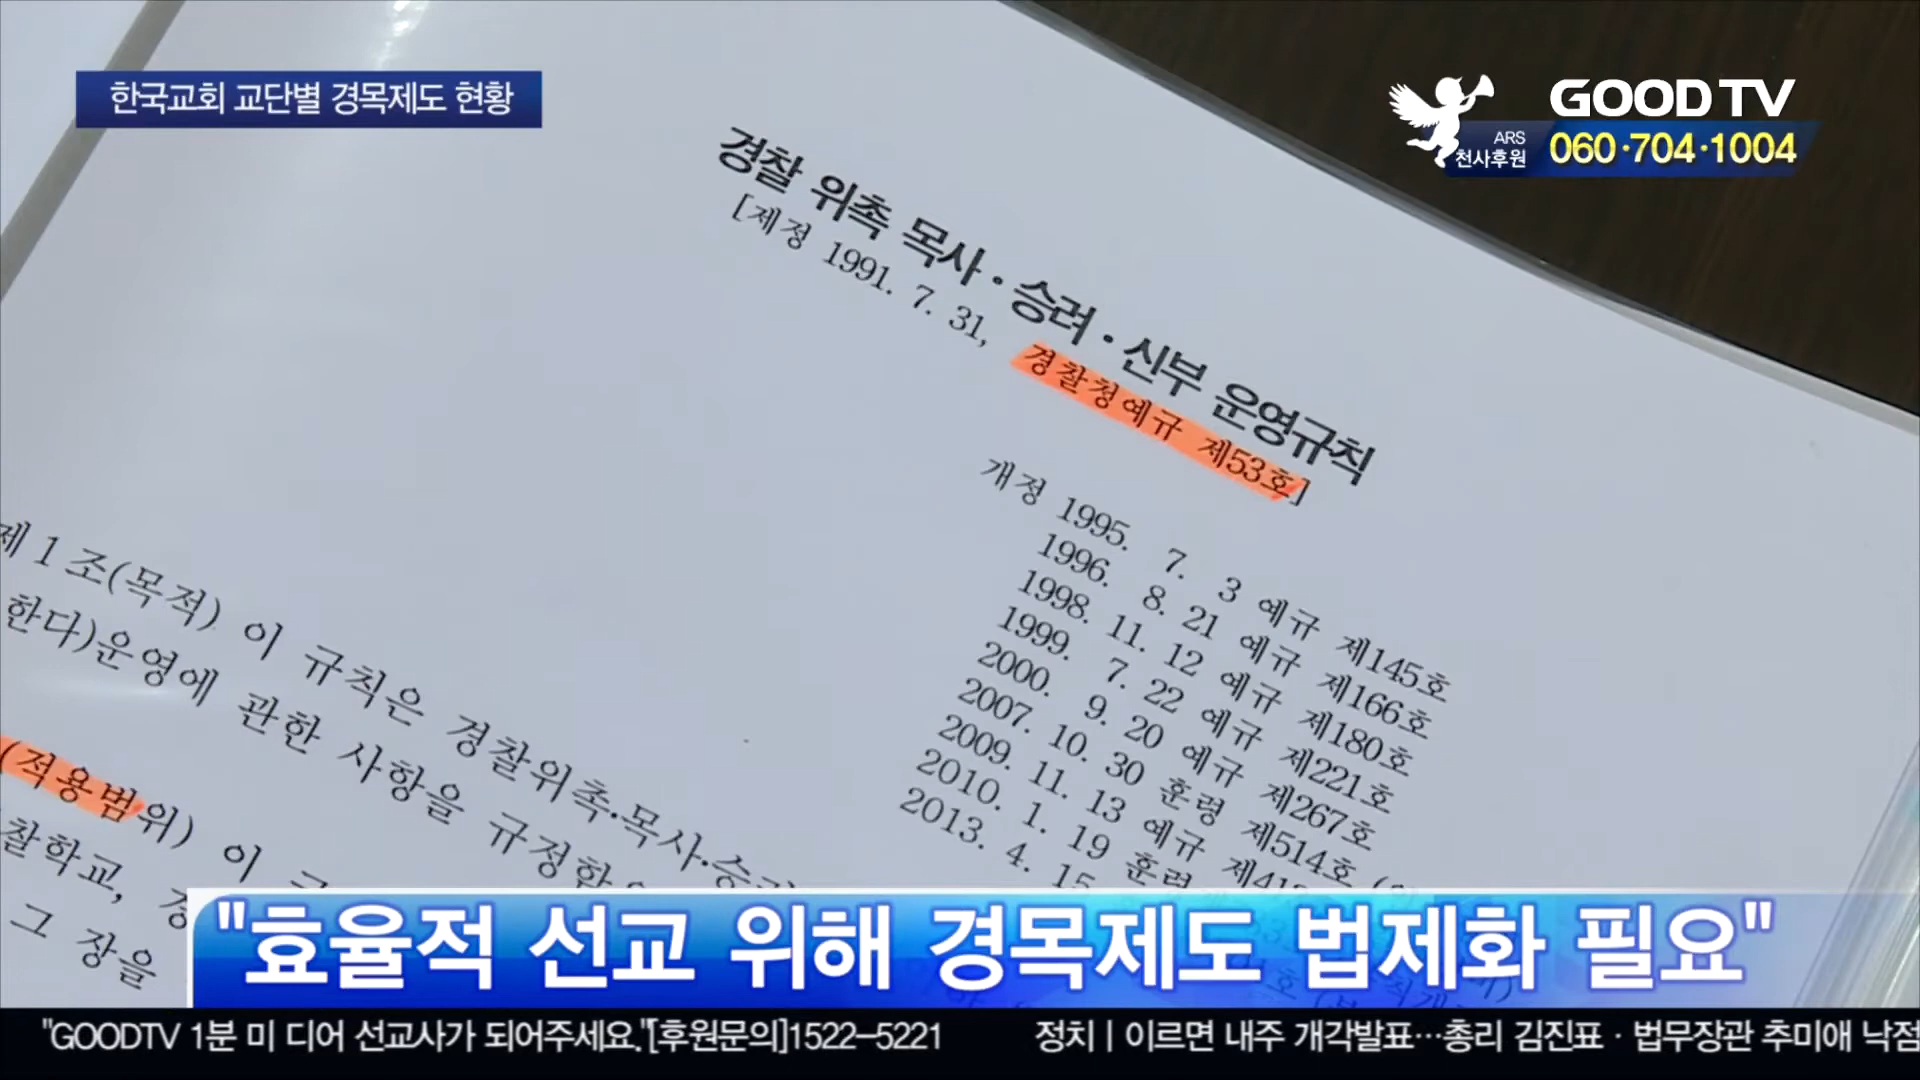 한국교회 교단별 경목제도 현황
GOODTV
ARS
천사후원
060·704·1004
경찰 위촉 목사·승려·신부 운영규칙
[제정 1991. 7. 31, 경찰청예규 제53호]
개정 1995. 7. 3 예규 제145호
1996. 8. 21 예규 제166호
1998. 11. 12 예규 제180호
1999. 7. 22 예규 제221호
2000. 9. 20 예규 제267호
2007. 10. 30 훈령 제514호
2009. 11. 13 예규
2010. 1. 19 훈령
2013. 4. 15
제1조(목적) 이 규칙은 경찰위촉·목사·승려
한다)운영에 관한 사항을 규정함
(적용범위) 이
찰학교, 경
그 장을
"효율적 선교 위해 경목제도 법제화 필요"
"GOODTV 1분 미 디어 선교사가 되어주세요."[후원문의]1522-5221 정치 | 이르면 내주 개각발표…총리 김진표·법무장관 추미애 낙점